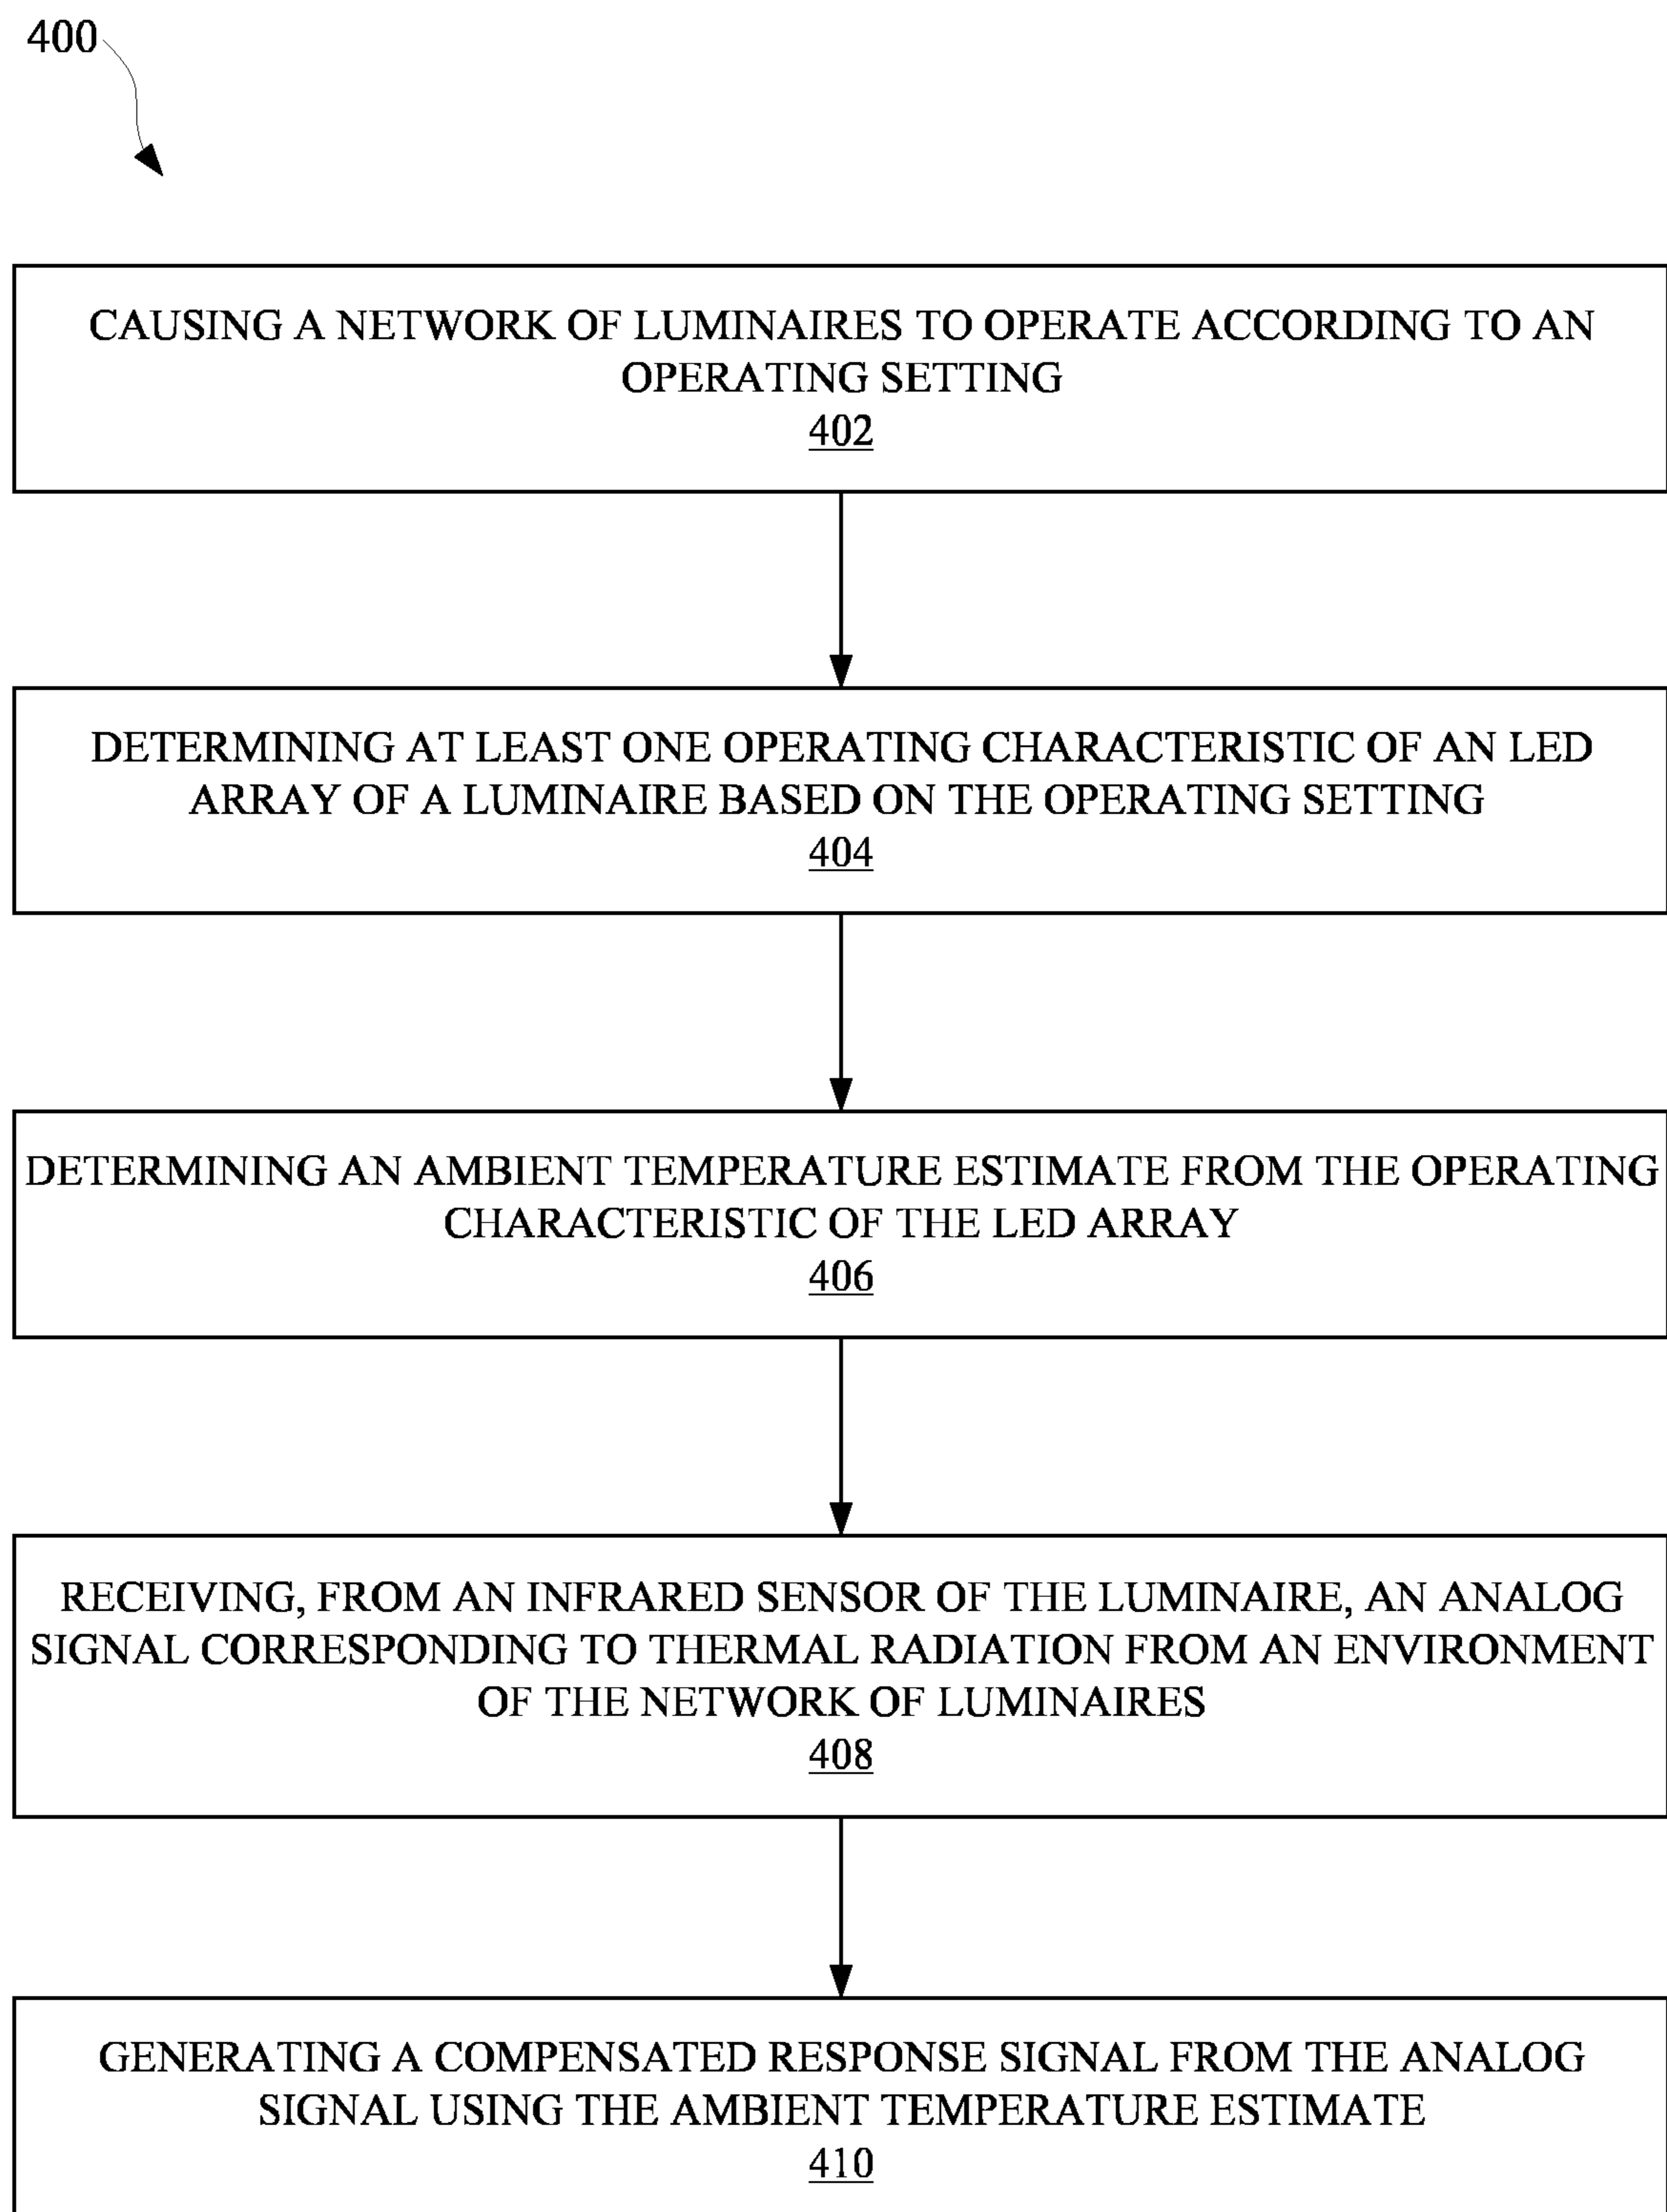 400
CAUSING A NETWORK OF LUMINAIRES TO OPERATE ACCORDING TO AN
OPERATING SETTING
402
DETERMINING AT LEAST ONE OPERATING CHARACTERISTIC OF AN LED
ARRAY OF A LUMINAIRE BASED ON THE OPERATING SETTING
404
DETERMINING AN AMBIENT TEMPERATURE ESTIMATE FROM THE OPERATING
CHARACTERISTIC OF THE LED ARRAY
406
RECEIVING, FROM AN INFRARED SENSOR OF THE LUMINAIRE, AN ANALOG
SIGNAL CORRESPONDING TO THERMAL RADIATION FROM AN ENVIRONMENT
OF THE NETWORK OF LUMINAIRES
408
GENERATING A COMPENSATED RESPONSE SIGNAL FROM THE ANALOG
SIGNAL USING THE AMBIENT TEMPERATURE ESTIMATE
410